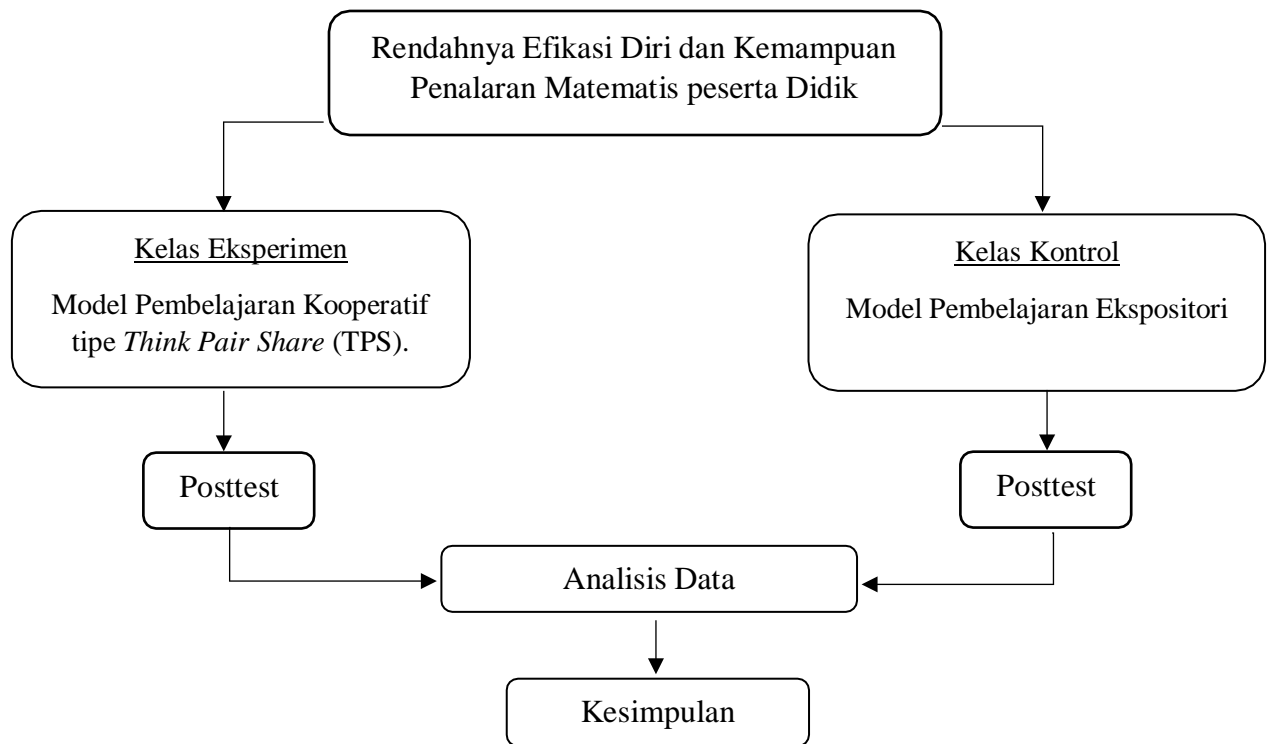 Rendahnya Efikasi Diri dan Kemampuan
Penalaran Matematis peserta Didik
Kelas Eksperimen
Model Pembelajaran Kooperatif
tipe Think Pair Share (TPS).
Kelas Kontrol
Model Pembelajaran Ekspositori
Posttest
Posttest
Analisis Data
Kesimpulan